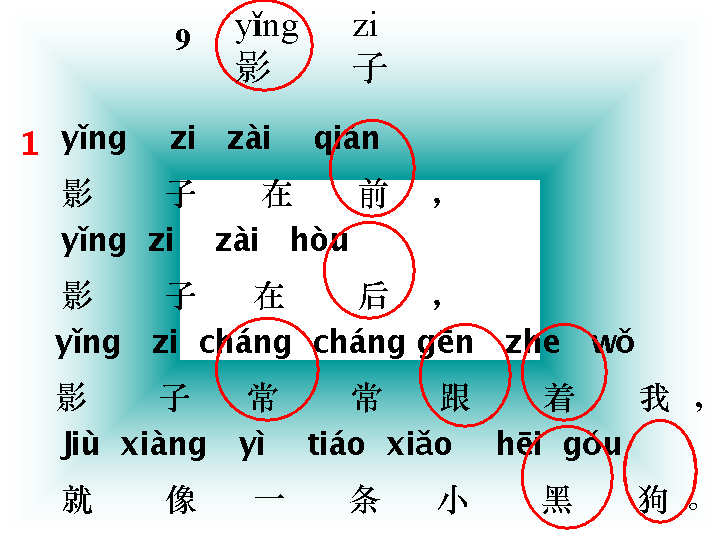 9 yǐng zi
影 子
1 yǐng zi zài qián
影 子 在 前 ，
yǐng zi zài hòu
影 子 在 后 ，
yǐng zi cháng cháng gēn zhe wǒ
影 子 常 常 跟 着 我 ，
Jiù xiàng yì tiáo xiǎo hēi góu
就 像 一 条 小 黑 狗 。